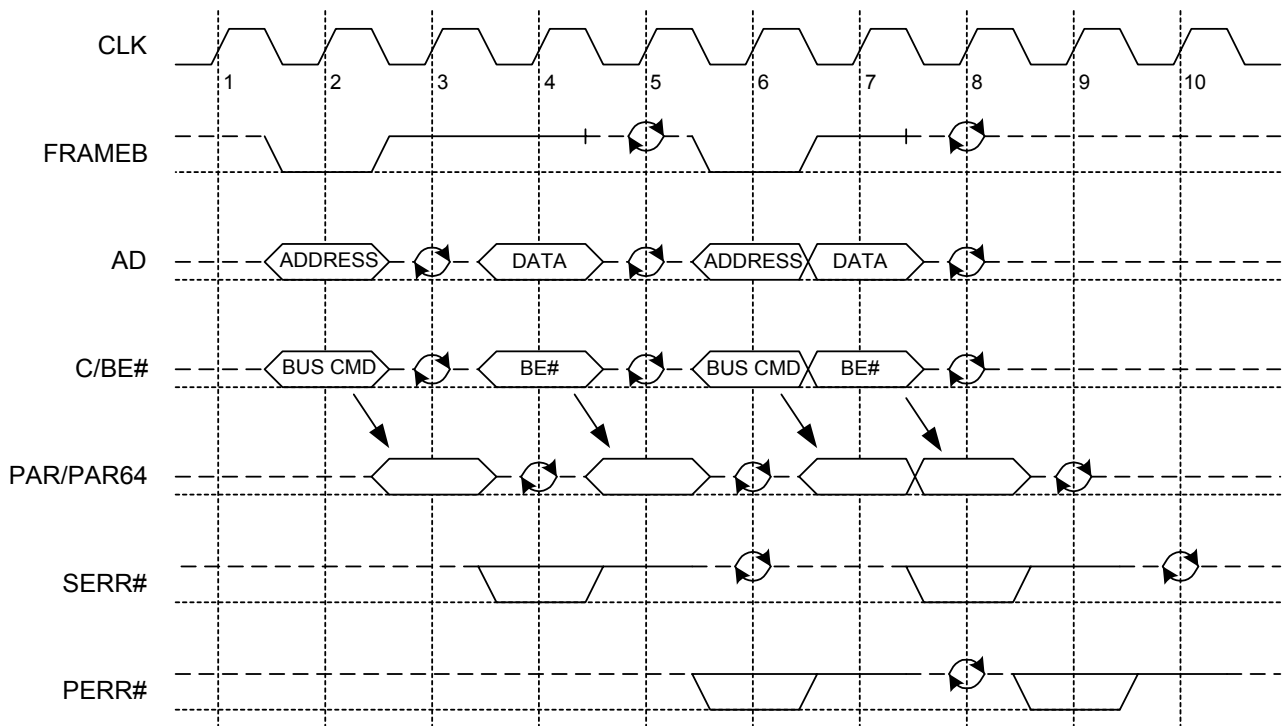 CLK
1 2 3 4 5 6 7 8 9 10
FRAMEB
AD ADDRESS DATA ADDRESS DATA
C/BE# BUS CMD BE# BUS CMD BE#
PAR/PAR64
SERR#
PERR#